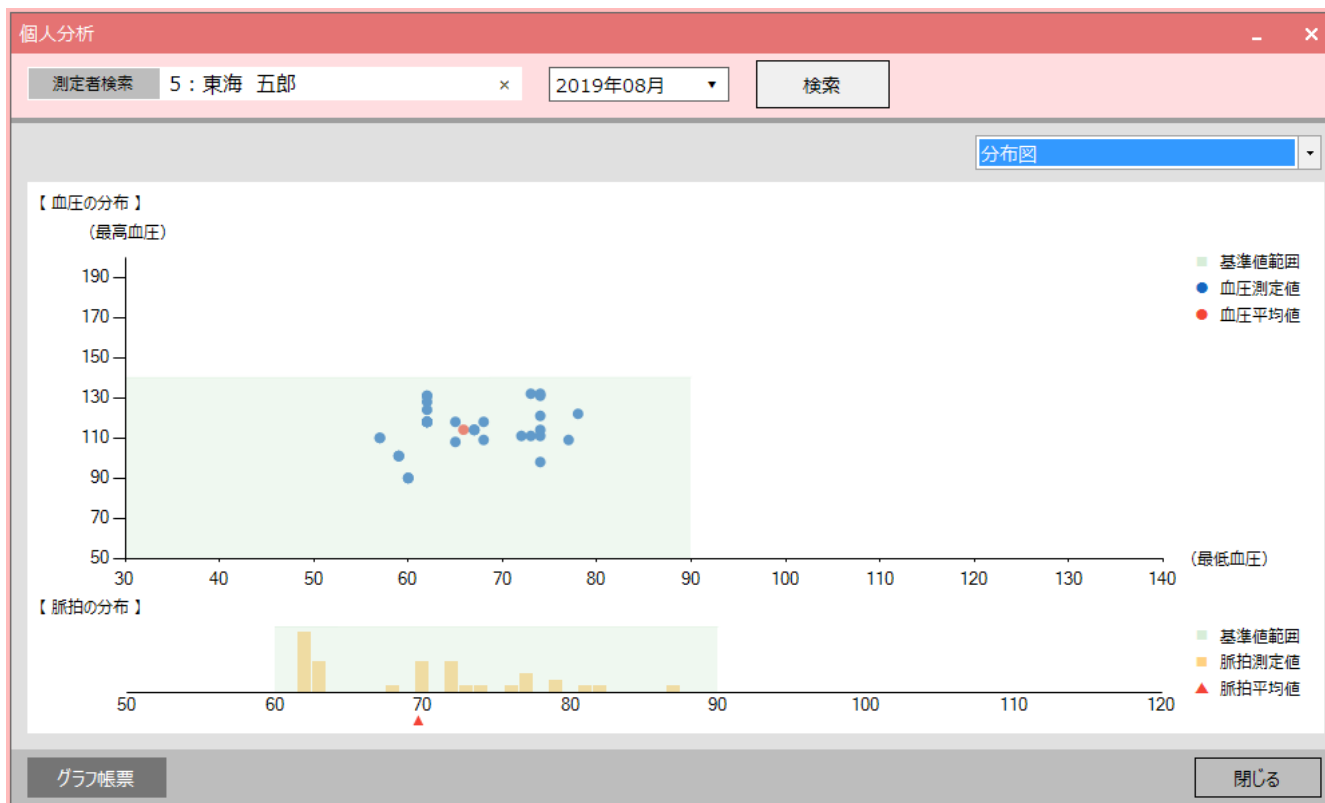 個人分析
測定者検索 5：東海 五郎 × 2019年08月 ▼ 検索
分布図
【 血圧の分布 】
(最高血圧)
190
170
150
130
110
90
70
50
30 40 50 60 70 80 90 100 110 120 130 140
(最低血圧)
基準値範囲
血圧測定値
血圧平均値
【 脈拍の分布 】
50 60 70 80 90 100 110 120
基準値範囲
脈拍測定値
脈拍平均値
グラフ帳票 閉じる